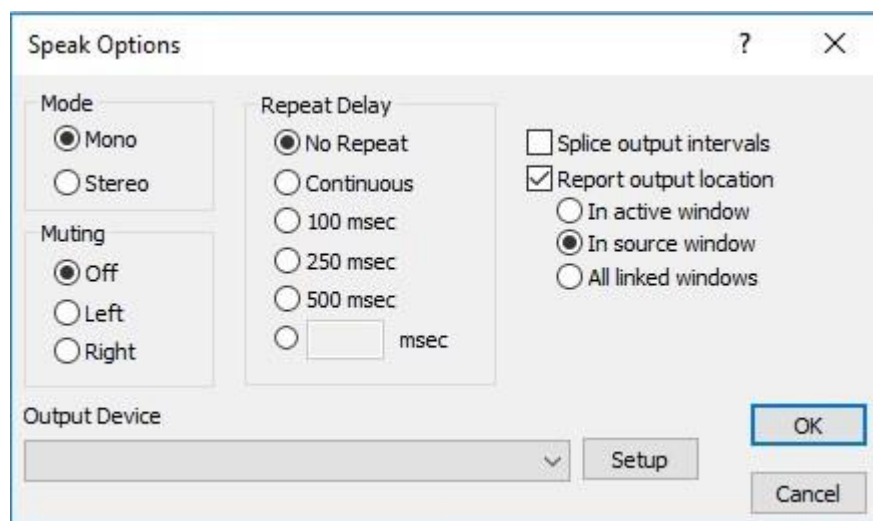 Speak Options
?
Mode
Mono
Stereo
Muting
Off
Left
Right
Repeat Delay
No Repeat
Continuous
100 msec
250 msec
500 msec
msec
Splice output intervals
Report output location
In active window
In source window
All linked windows
Output Device
Setup
OK
Cancel